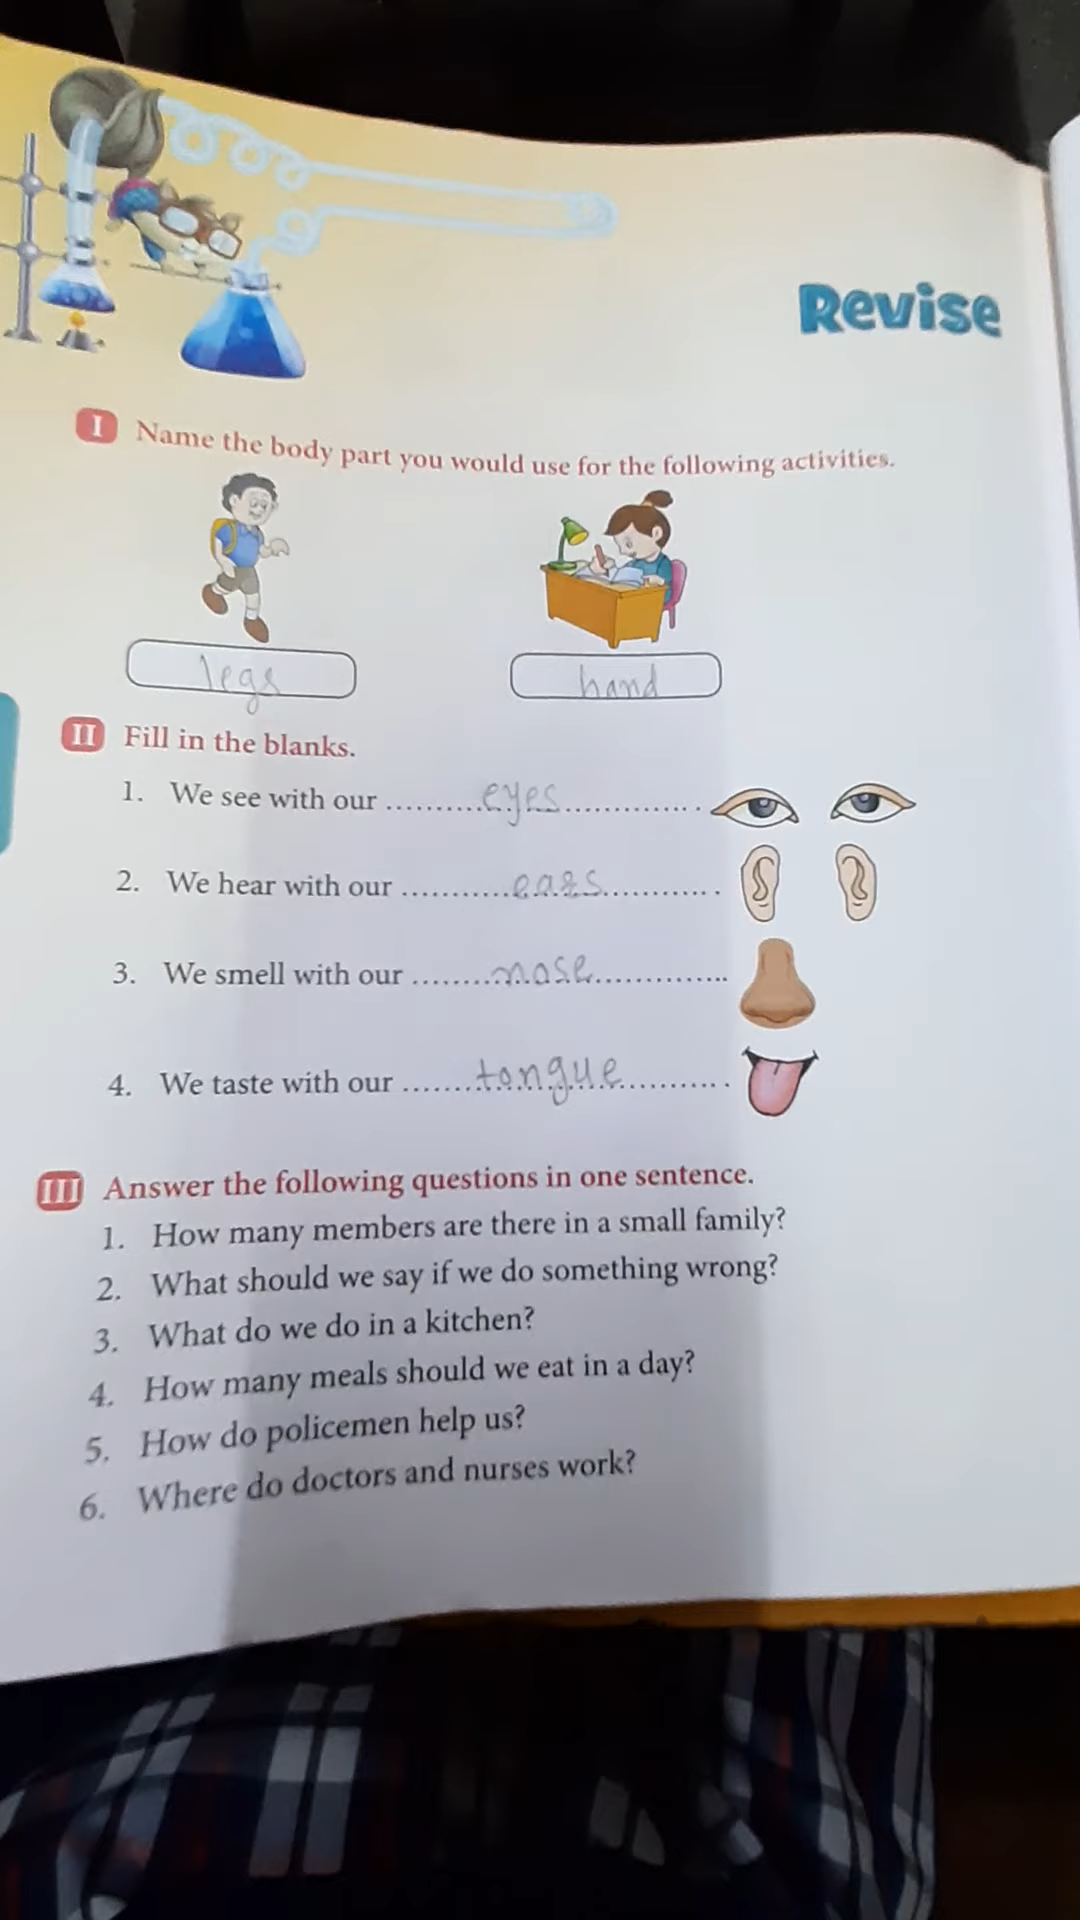 Revise
I Name the body part you would use for the following activities.
legs hand
II Fill in the blanks.
1. We see with our ..........eyes.............. 
2. We hear with our ...........ears............ 
3. We smell with our ........nose..............
4. We taste with our .......tongue............ 
III Answer the following questions in one sentence.
1. How many members are there in a small family?
2. What should we say if we do something wrong?
3. What do we do in a kitchen?
4. How many meals should we eat in a day?
5. How do policemen help us?
6. Where do doctors and nurses work?